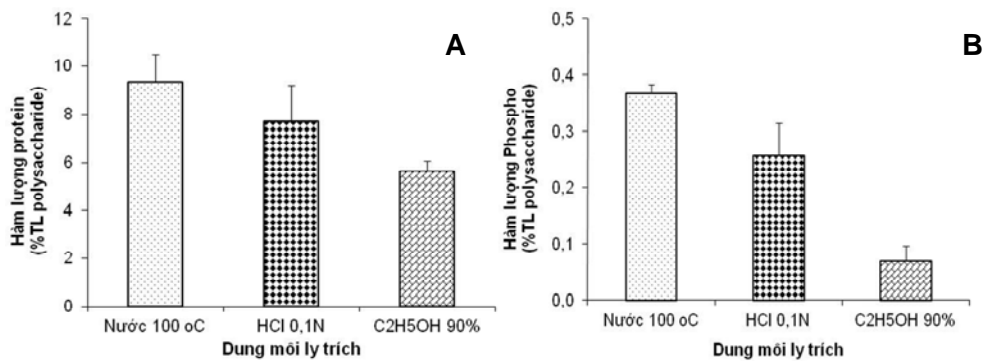 A
Hàm lượng protein
(%TL polysaccharide)
12
10
8
6
4
2
0
Nước 100 oC HCl 0,1N C2H5OH 90%
Dung môi ly trích
B
Hàm lượng Phospho
(%TL polysaccharide)
0,5
0,4
0,3
0,2
0,1
0,0
Nước 100 oC HCl 0,1N C2H5OH 90%
Dung môi ly trích